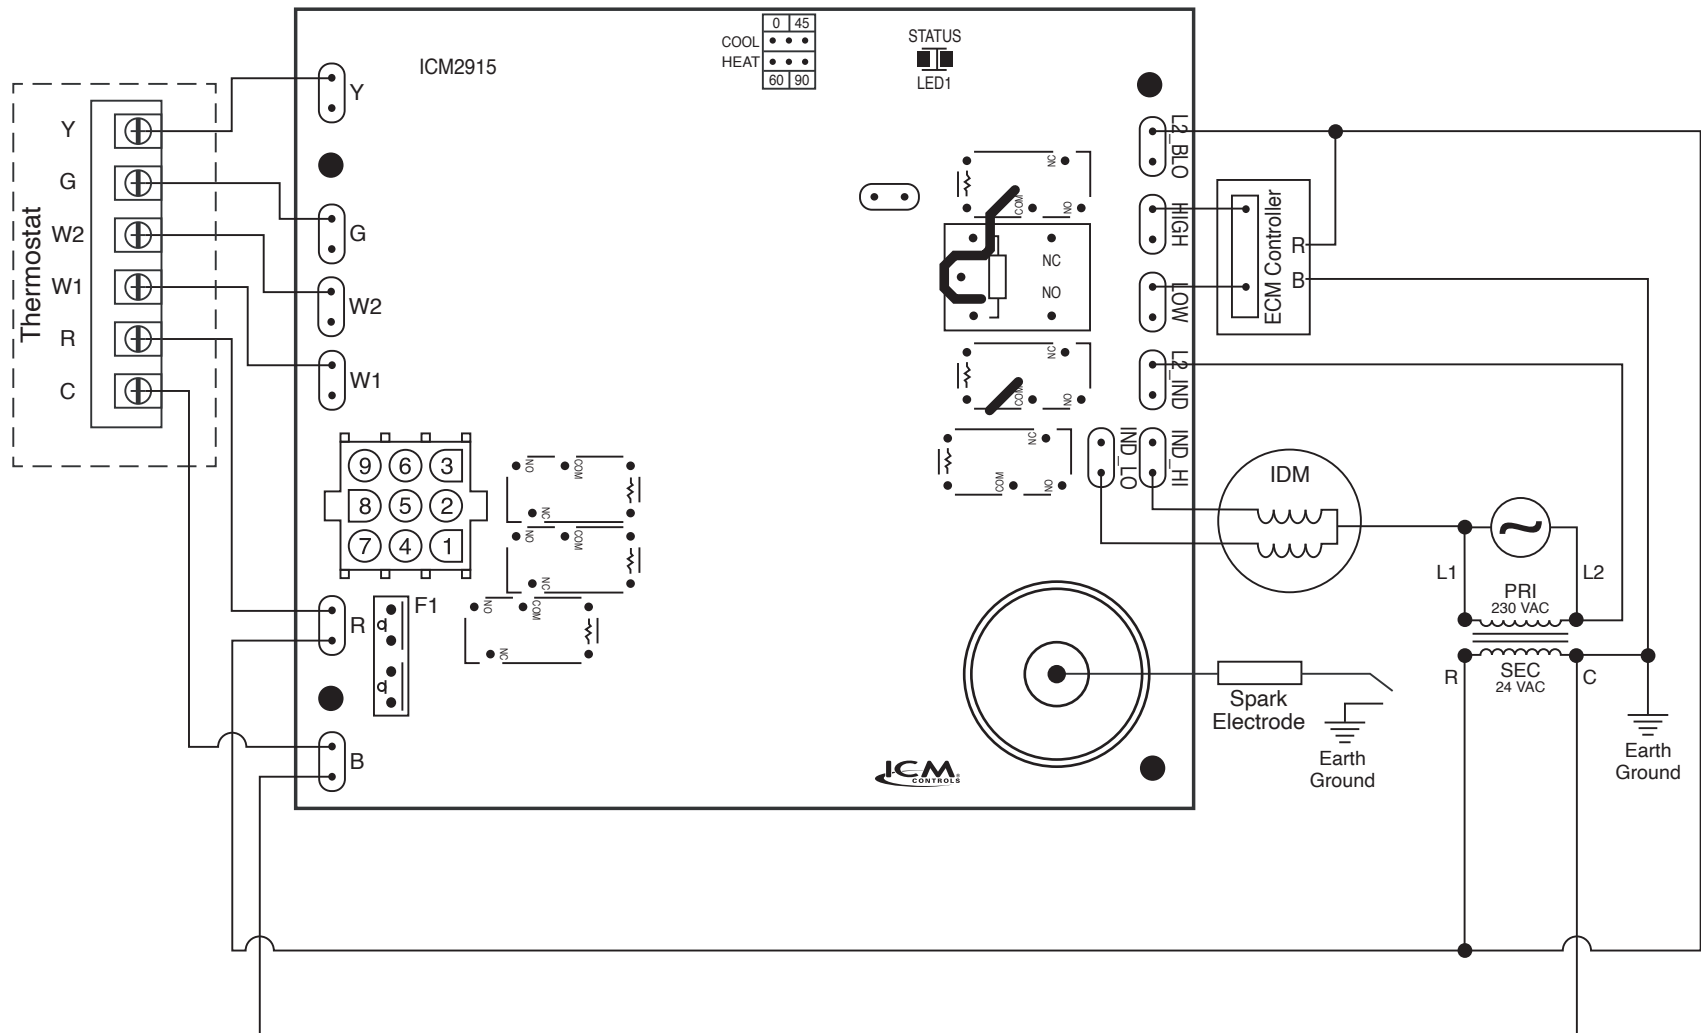 ICM2915
0 45
COOL
HEAT
60 90
STATUS
LED1
Thermostat
Y
G
W2
W1
R
C
Y
G
W2
W1
9 6 3
8 5 2
7 4 1
F1
R
B
NC
COM
NO
NC
NO
NC
COM
NO
NC
COM
NO
NO
COM
NC
NO
COM
NC
NO
COM
NC
L2_BLO
HIGH
LOW
L2_IND
IND_LO
IND_HI
ECM Controller
R
B
IDM
L1
L2
PRI
230 VAC
SEC
24 VAC
R
C
Spark
Electrode
Earth
Ground
Earth
Ground
ICM
CONTROLS